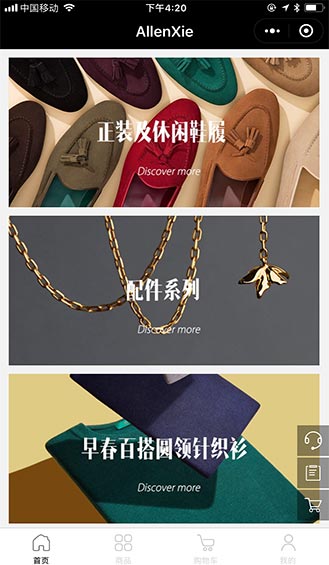 中国移动
下午4:20
AllenXie
正装及休闲鞋履
Discover more
配件系列
Discover more
早春百搭圆领针织衫
Discover more
首页
商品
购物车
我的